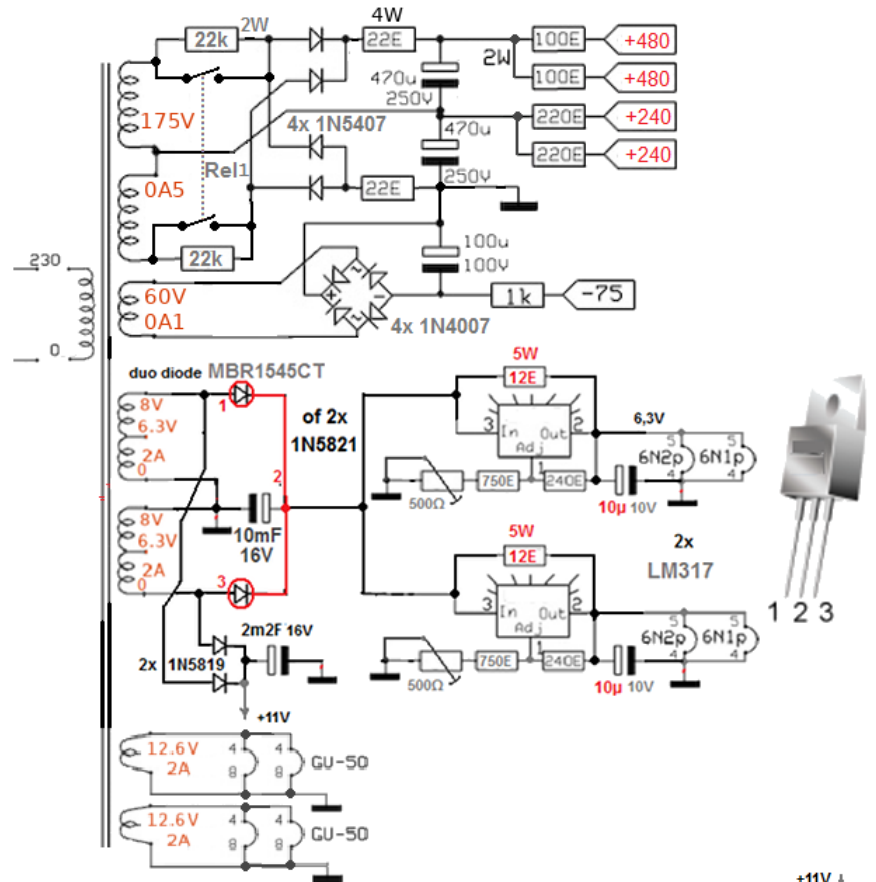 4W
2W
22k
22E
100E
+480
2W
100E
+480
470u
250V
175V
4x 1N5407
470u
220E
+240
220E
+240
Rel1
0A5
22E
250V
22k
100u
100V
230
60V
0A1
+
-
~
~
1k
-75
4x 1N4007
0
duo diode MBR1545CT
5W
12E
8V
1
of 2x
1N5821
6.3V
3
In
Out
2
6,3V
5
5
Adj
6N2p
6N1p
2A
2
1
4
4
0
750E
240E
500Ω
10µ 10V
8V
10mF
16V
6.3V
5W
12E
2x
LM317
2A
3
0
3
In
Out
2
1 2 3
5
5
Adj
6N2p
6N1p
2m2F 16V
1
4
4
2x
1N5819
750E
240E
500Ω
10µ 10V
+11V
12.6V
4
4
2A
8
8
GU-50
12.6V
4
4
2A
8
8
GU-50
+11V